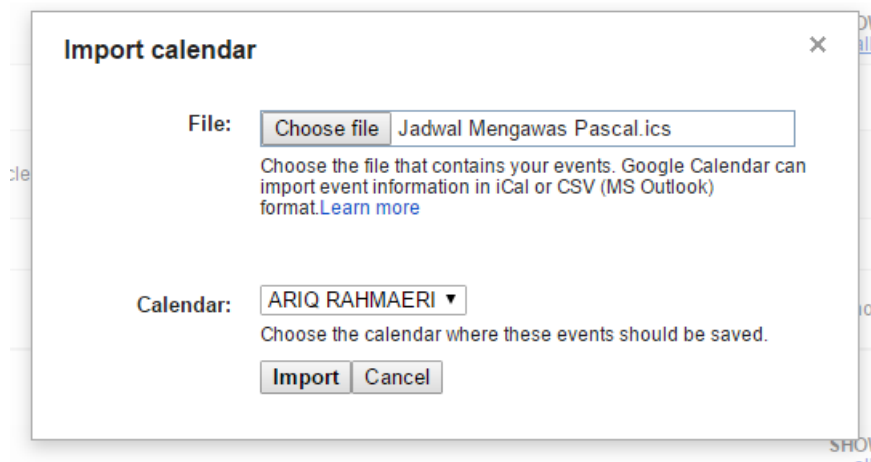 Import calendar
×
File:
Choose file Jadwal Mengawas Pascal.ics
Choose the file that contains your events. Google Calendar can
import event information in iCal or CSV (MS Outlook)
format.Learn more
Calendar:
ARIQ RAHMAERI ▼
Choose the calendar where these events should be saved.
Import Cancel